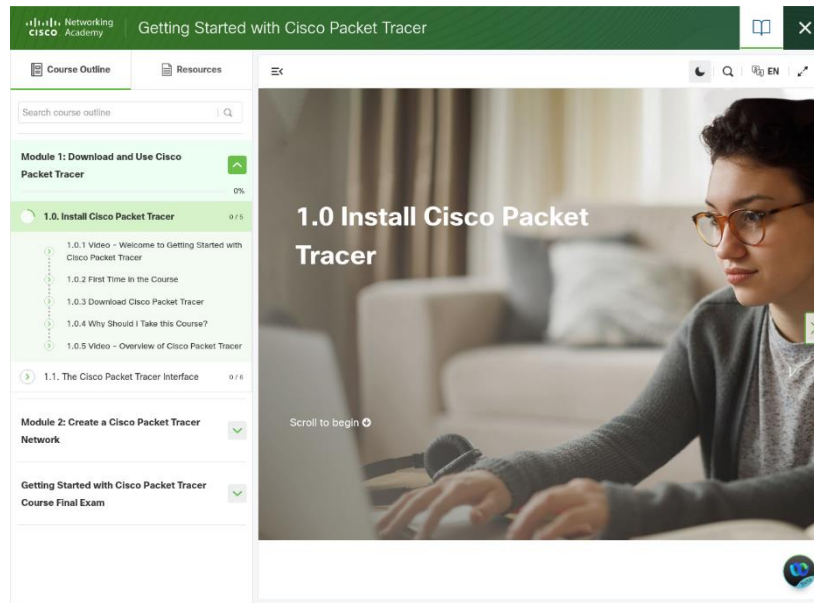 Networking
CISCO Academy
Getting Started with Cisco Packet Tracer
Course Outline
Resources
EN
Search course outline
Module 1: Download and Use Cisco
Packet Tracer
0%
1.0. Install Cisco Packet Tracer
0 / 5
1.0.1 Video – Welcome to Getting Started with
Cisco Packet Tracer
1.0.2 First Time in the Course
1.0.3 Download Cisco Packet Tracer
1.0.4 Why Should I Take this Course?
1.0.5 Video – Overview of Cisco Packet Tracer
1.1. The Cisco Packet Tracer Interface
0 / 6
Module 2: Create a Cisco Packet Tracer
Network
Getting Started with Cisco Packet Tracer
Course Final Exam
1.0 Install Cisco Packet
Tracer
Scroll to begin